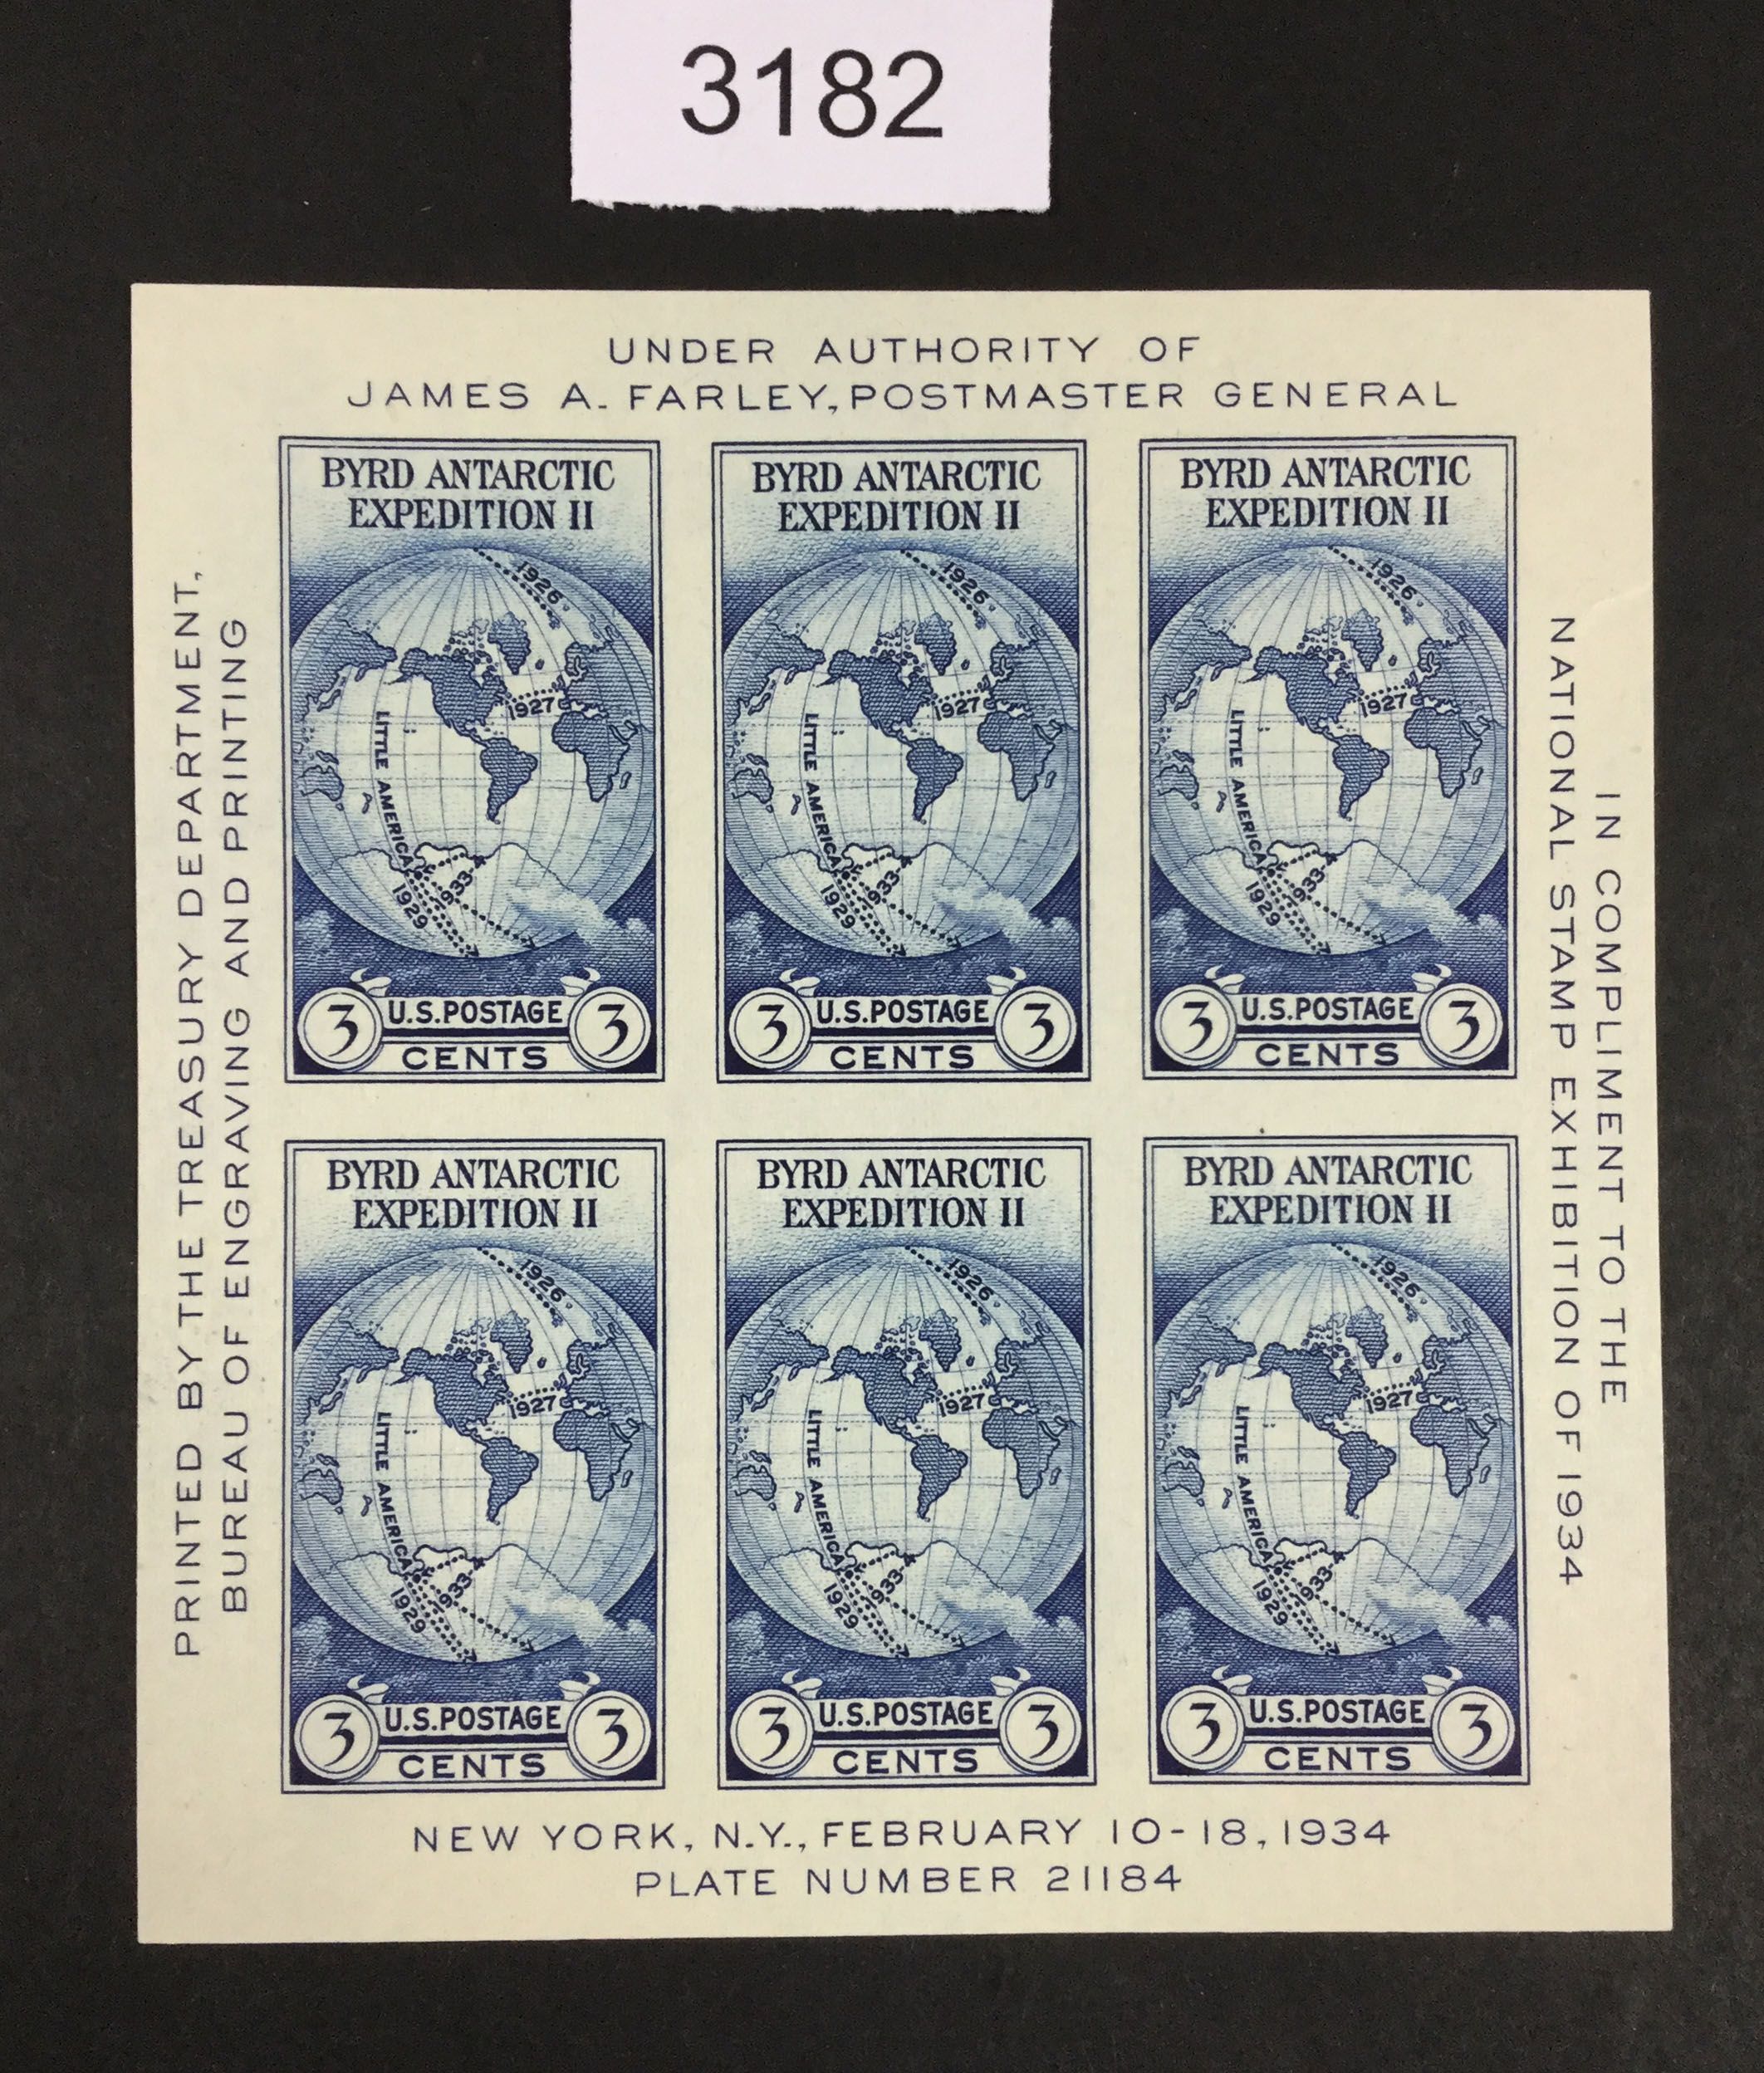 3182
UNDER AUTHORITY OF
JAMES A. FARLEY, POSTMASTER GENERAL
PRINTED BY THE TREASURY DEPARTMENT,
BUREAU OF ENGRAVING AND PRINTING
BYRD ANTARCTIC
EXPEDITION II
1926
1927
LITTLE AMERICA
1933
1929
3 U.S. POSTAGE 3
CENTS
BYRD ANTARCTIC
EXPEDITION II
1926
1927
LITTLE AMERICA
1933
1929
3 U.S. POSTAGE 3
CENTS
BYRD ANTARCTIC
EXPEDITION II
1926
1927
LITTLE AMERICA
1933
1929
3 U.S. POSTAGE 3
CENTS
BYRD ANTARCTIC
EXPEDITION II
1926
1927
LITTLE AMERICA
1933
1929
3 U.S. POSTAGE 3
CENTS
BYRD ANTARCTIC
EXPEDITION II
1926
1927
LITTLE AMERICA
1933
1929
3 U.S. POSTAGE 3
CENTS
BYRD ANTARCTIC
EXPEDITION II
1926
1927
LITTLE AMERICA
1933
1929
3 U.S. POSTAGE 3
CENTS
IN COMPLIMENT TO THE
NATIONAL STAMP EXHIBITION OF 1934
NEW YORK, N.Y., FEBRUARY 10-18, 1934
PLATE NUMBER 21184